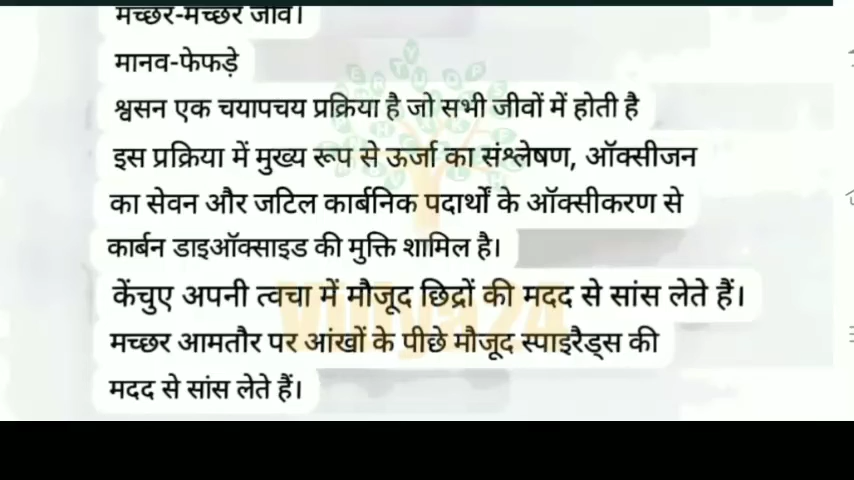 मच्छर-मच्छर जीव।
मानव-फेफड़े
श्वसन एक चयापचय प्रक्रिया है जो सभी जीवों में होती है
इस प्रक्रिया में मुख्य रूप से ऊर्जा का संश्लेषण, ऑक्सीजन
का सेवन और जटिल कार्बनिक पदार्थों के ऑक्सीकरण से
कार्बन डाइऑक्साइड की मुक्ति शामिल है।
केंचुए अपनी त्वचा में मौजूद छिद्रों की मदद से सांस लेते हैं।
मच्छर आमतौर पर आंखों के पीछे मौजूद स्पाइरैड्स की
मदद से सांस लेते हैं।